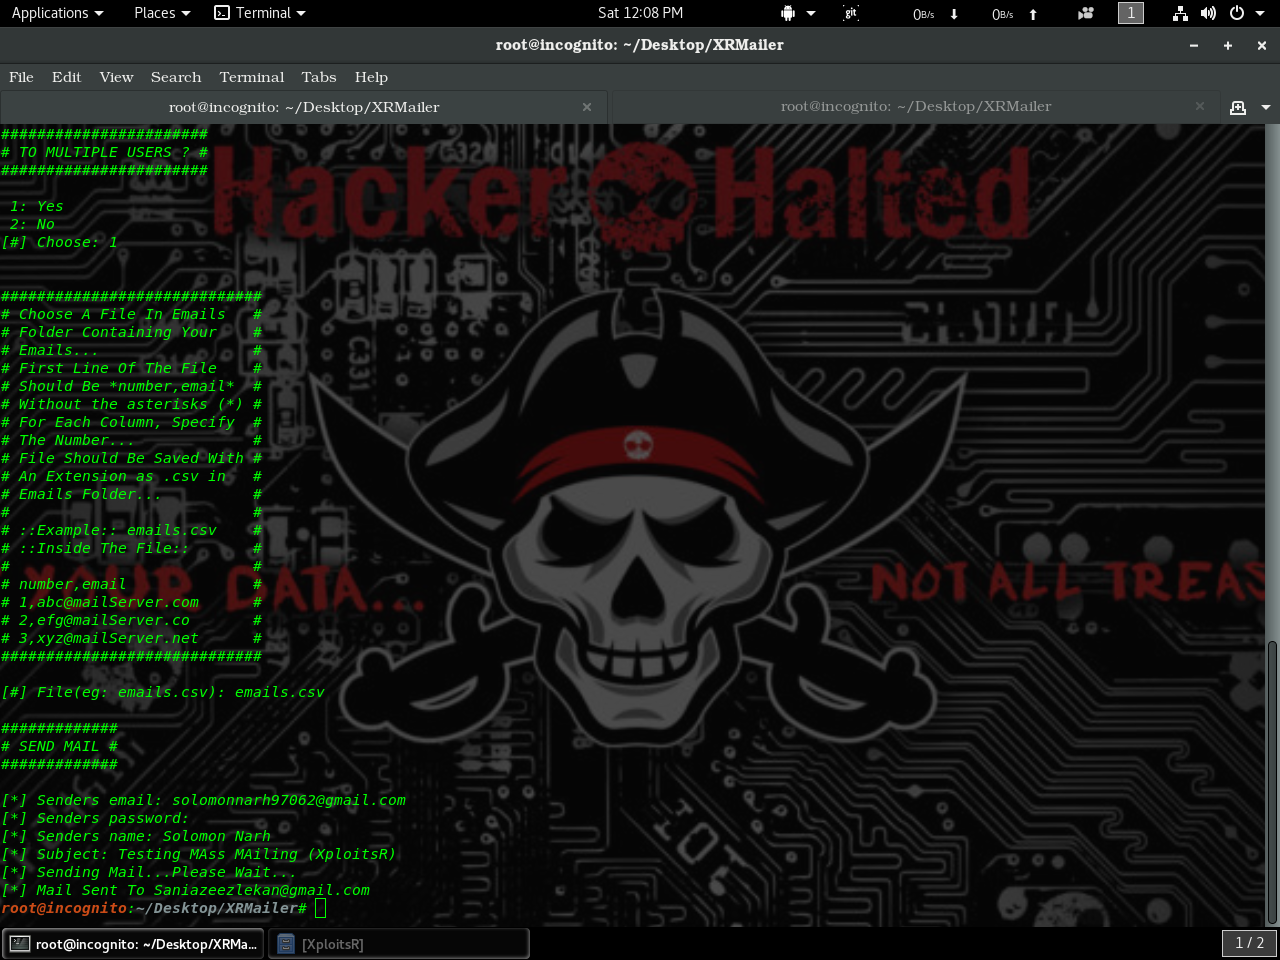 Applications Places Terminal Sat 12:08 PM git 0B/s 0B/s 1
root@incognito: ~/Desktop/XRMailer
File Edit View Search Terminal Tabs Help
root@incognito: ~/Desktop/XRMailer root@incognito: ~/Desktop/XRMailer
#######################
# TO MULTIPLE USERS ? #
#######################
Hacker Halted
1: Yes
2: No
[#] Choose: 1
#############################
# Choose A File In Emails #
# Folder Containing Your #
# Emails... #
# First Line Of The File #
# Should Be *number,email* #
# Without the asterisks (*) #
# For Each Column, Specify #
# The Number... #
# File Should Be Saved With #
# An Extension as .csv in #
# Emails Folder... #
# #
# ::Example:: emails.csv #
# ::Inside The File:: #
# #
# number,email #
# 1,abc@mailServer.com #
# 2,efg@mailServer.co #
# 3,xyz@mailServer.net #
#############################
YOUR DATA... NOT ALL TREAS
C331
[#] File(eg: emails.csv): emails.csv
#############
# SEND MAIL #
#############
[*] Senders email: solomonnarh97062@gmail.com
[*] Senders password:
[*] Senders name: Solomon Narh
[*] Subject: Testing MAss MAiling (XploitsR)
[*] Sending Mail...Please Wait...
[*] Mail Sent To Saniazeezlekan@gmail.com
root@incognito:~/Desktop/XRMailer#
root@incognito: ~/Desktop/XRMa... [XploitsR] 1 / 2